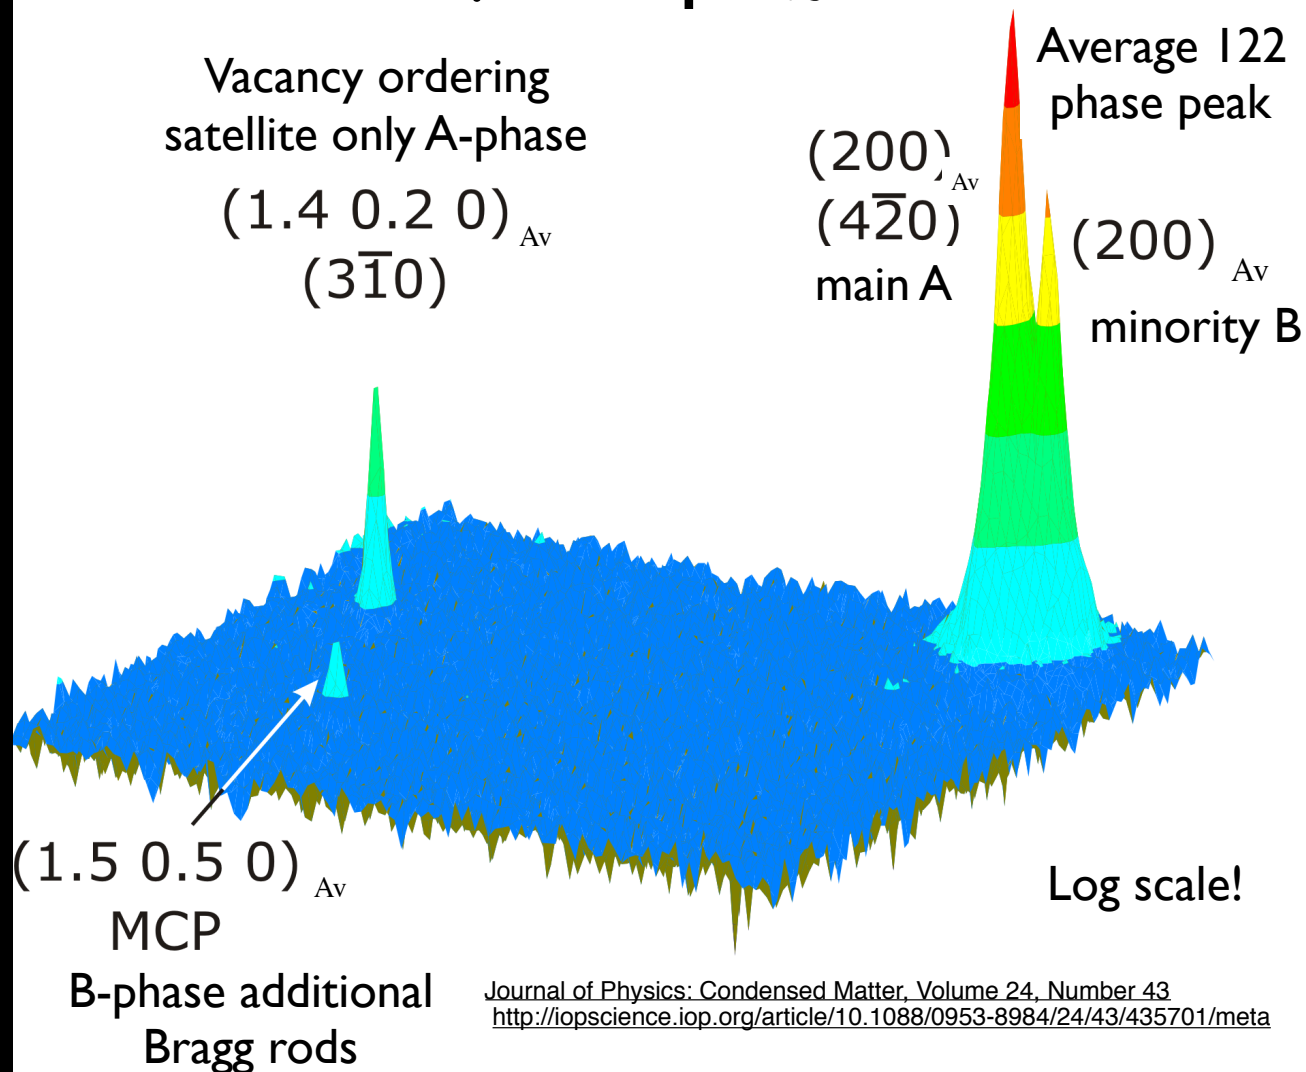 Vacancy ordering
satellite only A-phase
(1.4 0.2 0) Av
(31̅0)
(200) Av
(42̅0)
main A
Average 122
phase peak
(200) Av
minority B
(1.5 0.5 0) Av
MCP
B-phase additional
Bragg rods
Log scale!
Journal of Physics: Condensed Matter, Volume 24, Number 43
http://iopscience.iop.org/article/10.1088/0953-8984/24/43/435701/meta